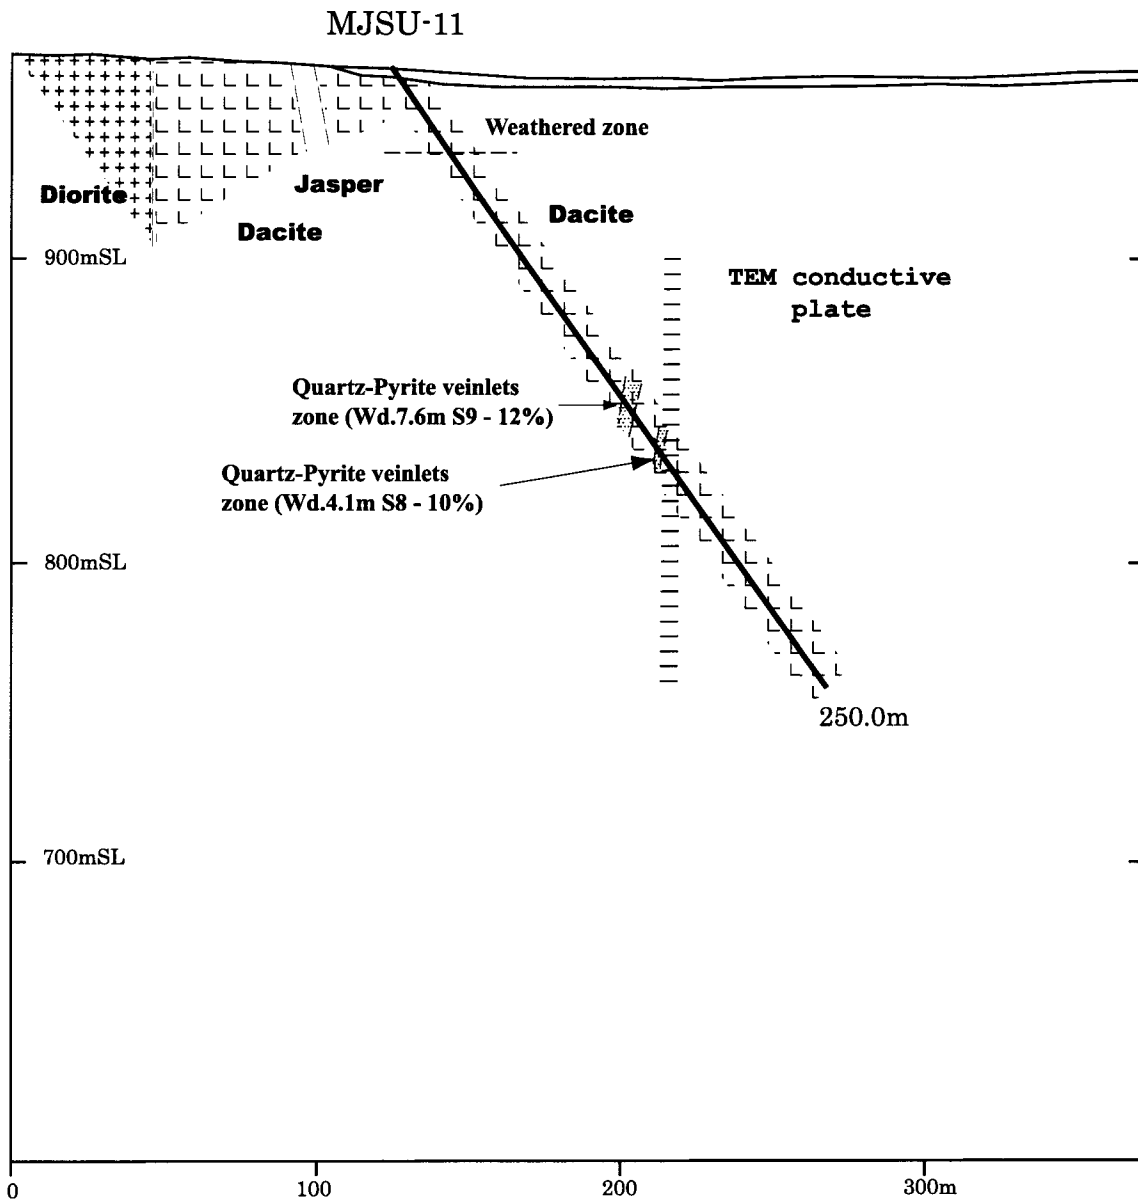 MJSU-11
Weathered zone
Jasper
Diorite
Dacite
Dacite
900mSL
TEM conductive
plate
Quartz-Pyrite veinlets
zone (Wd.7.6m S9 - 12%)
Quartz-Pyrite veinlets
zone (Wd.4.1m S8 - 10%)
800mSL
250.0m
700mSL
0
100
200
300m